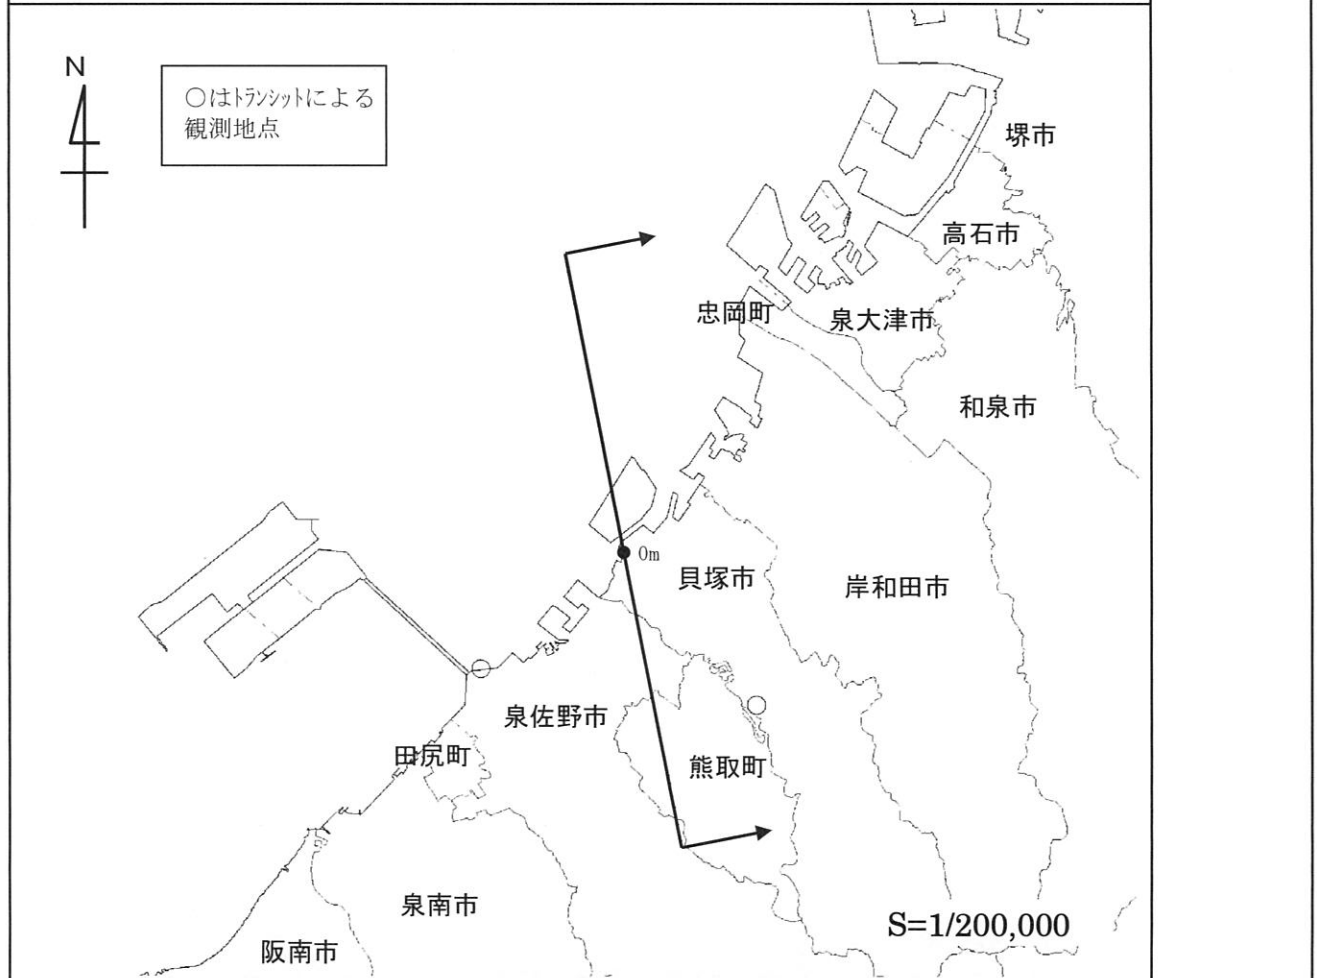 N
○はトランシットによる
観測地点
堺市
高石市
忠岡町
泉大津市
和泉市
0m
貝塚市
岸和田市
泉佐野市
田尻町
熊取町
泉南市
S=1/200,000
阪南市